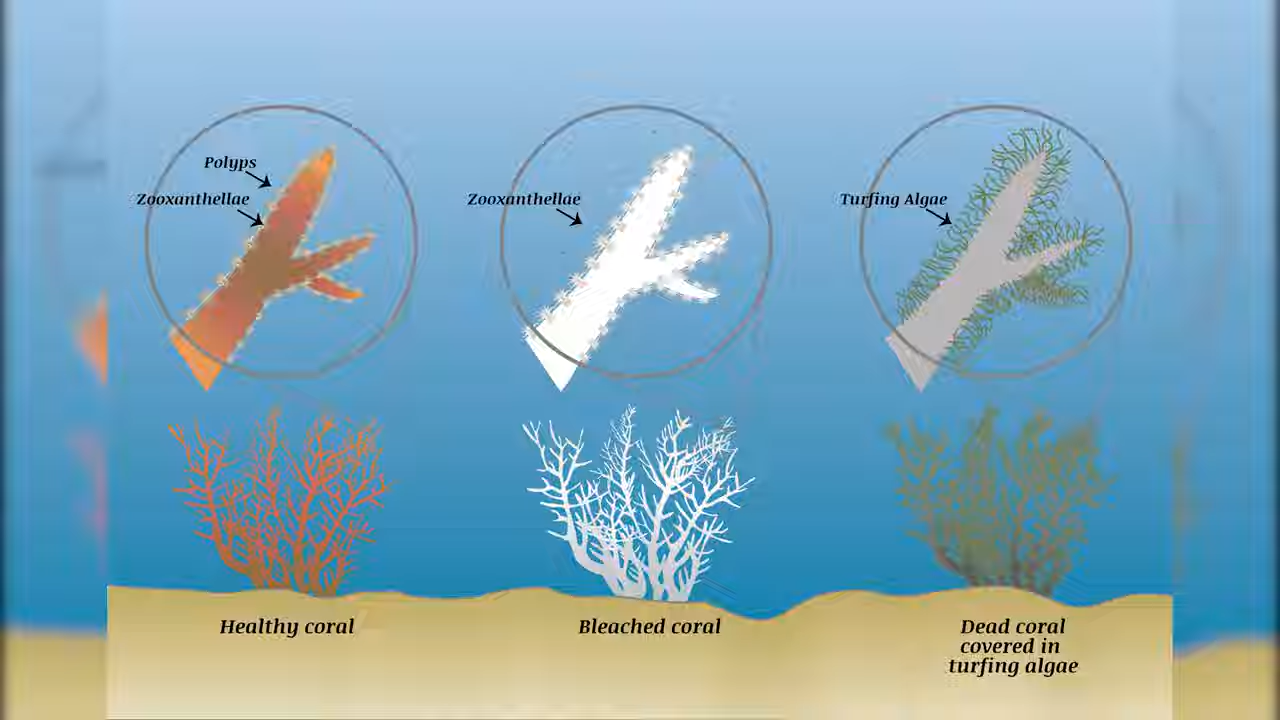 Polyps
Zooxanthellae
Zooxanthellae
Turfing Algae
Healthy coral
Bleached coral
Dead coral
covered in
turfing algae